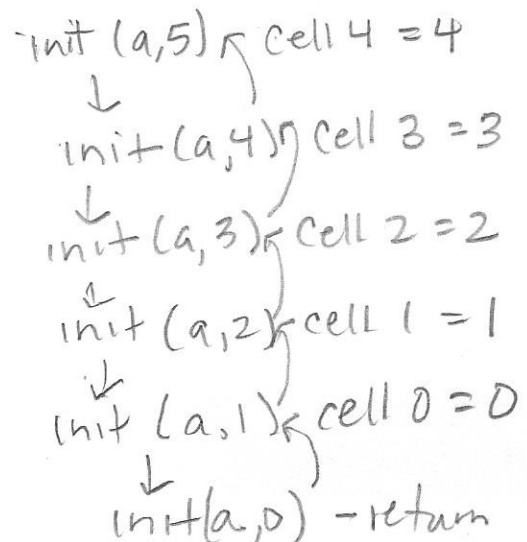 init (a,5) cell 4 = 4
init (a,4) cell 3 = 3
init (a,3) cell 2 = 2
init (a,2) cell 1 = 1
init (a,1) cell 0 = 0
init(a,0) - return